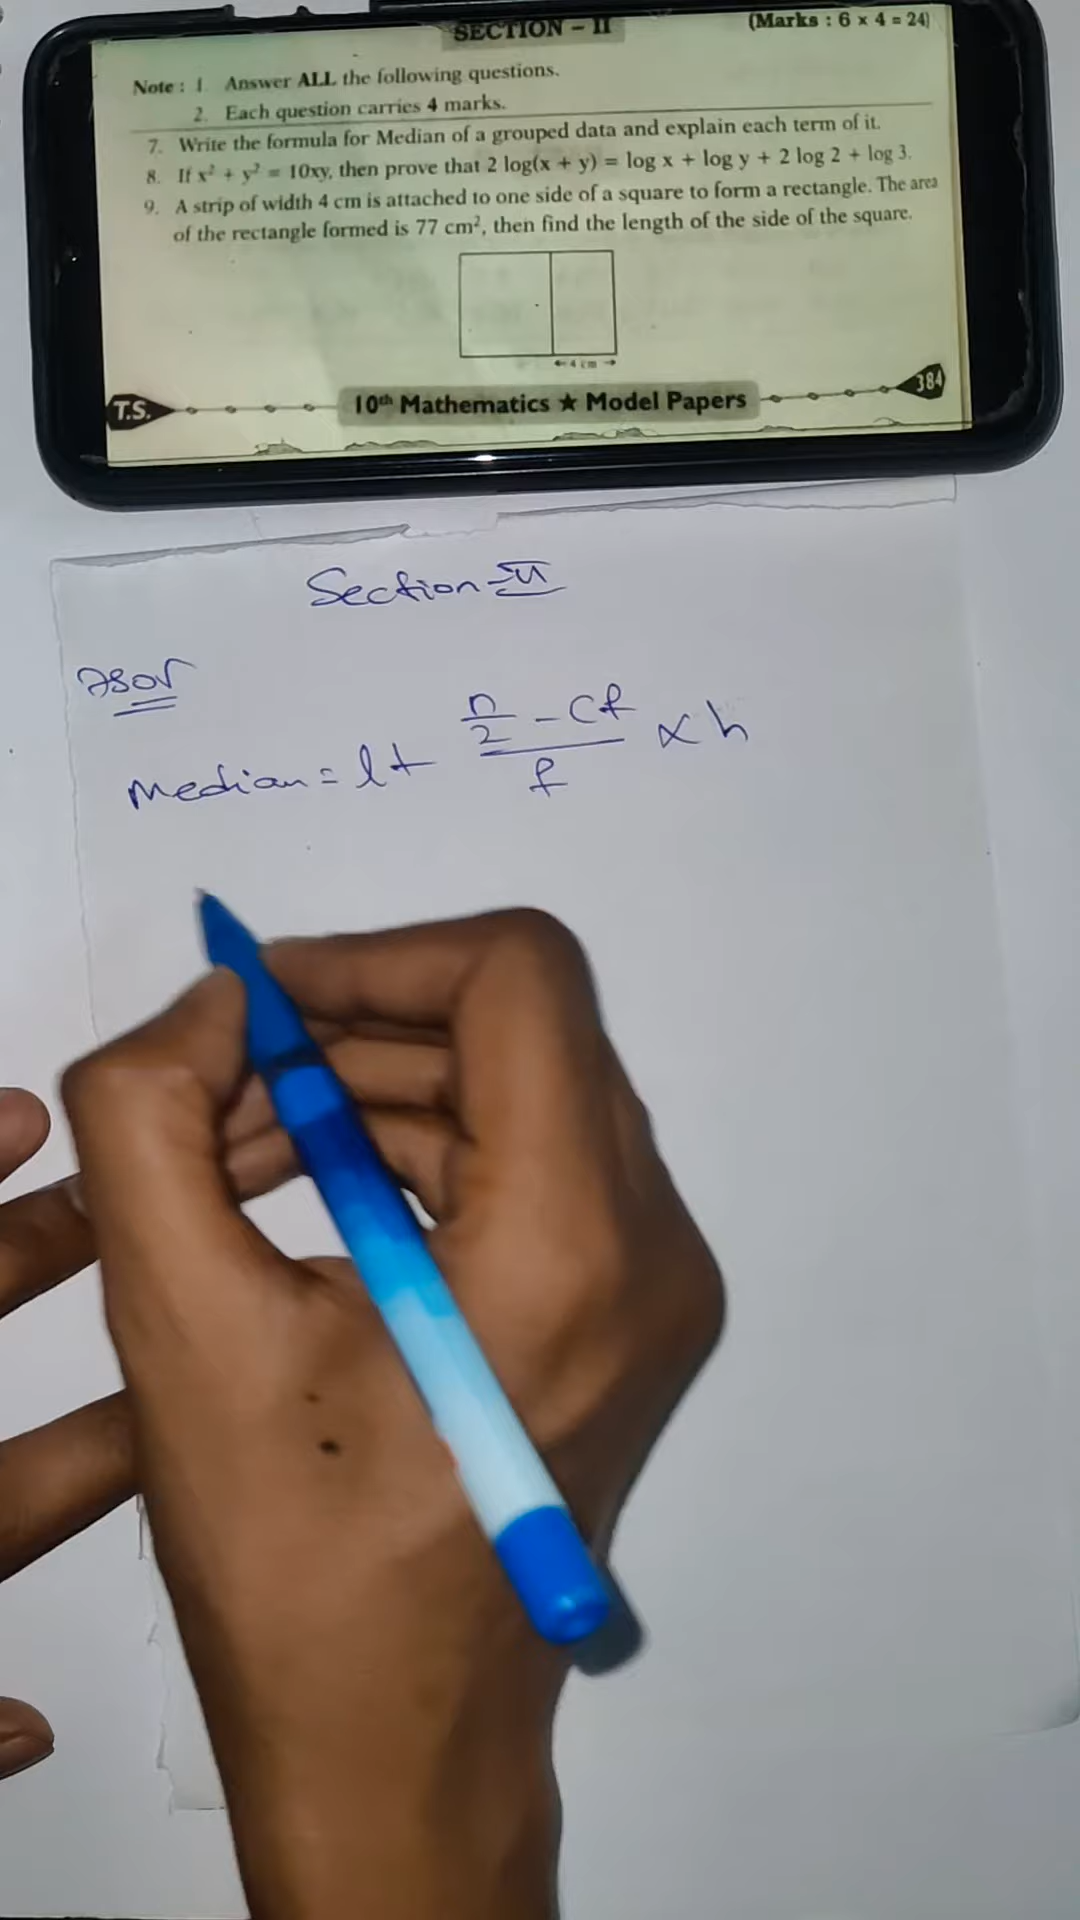 SECTION – II (Marks : 6 x 4 = 24)
Note : 1. Answer ALL the following questions.
2. Each question carries 4 marks.
7. Write the formula for Median of a grouped data and explain each term of it.
8. If x² + y² = 10xy, then prove that 2 log(x + y) = log x + log y + 2 log 2 + log 3.
9. A strip of width 4 cm is attached to one side of a square to form a rectangle. The area
of the rectangle formed is 77 cm², then find the length of the side of the square.
4 cm
T.S. 10th Mathematics ★ Model Papers 384
Section-II
7sov
n/2 - cf
median = l + ――― × h
f